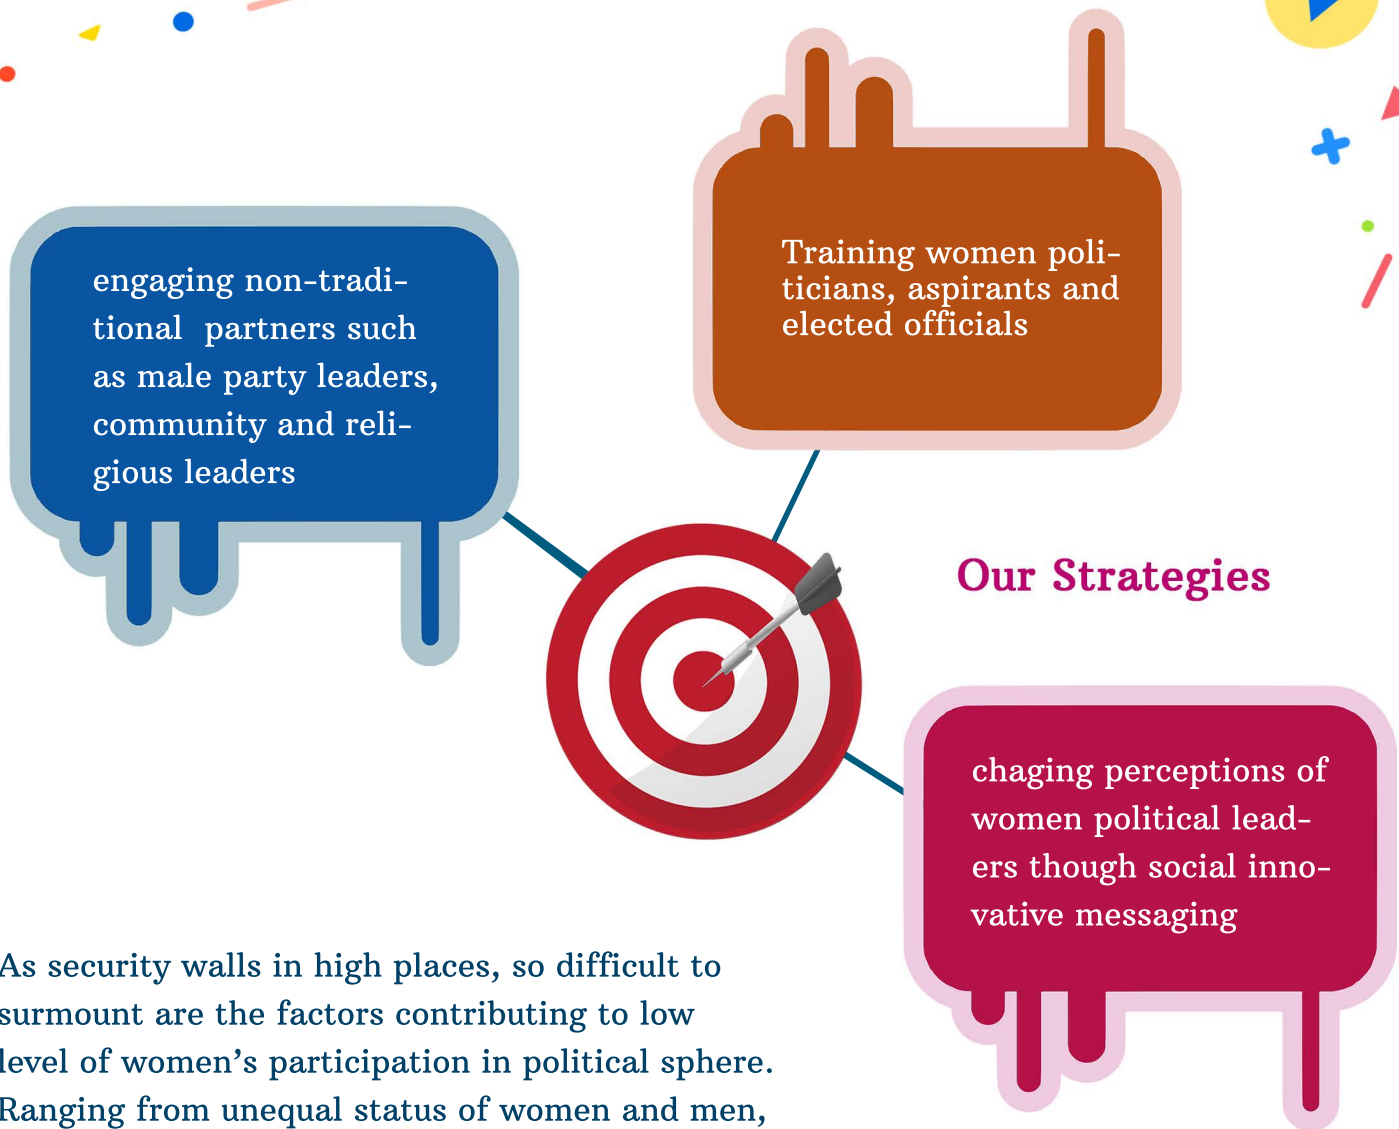 engaging non-tradi-
tional  partners such
as male party leaders,
community and reli-
gious leaders
Training women poli-
ticians, aspirants and
elected officials
Our Strategies
chaging perceptions of
women political lead-
ers though social inno-
vative messaging
As security walls in high places, so difficult to
surmount are the factors contributing to low
level of women’s participation in political sphere.
Ranging from unequal status of women and men,